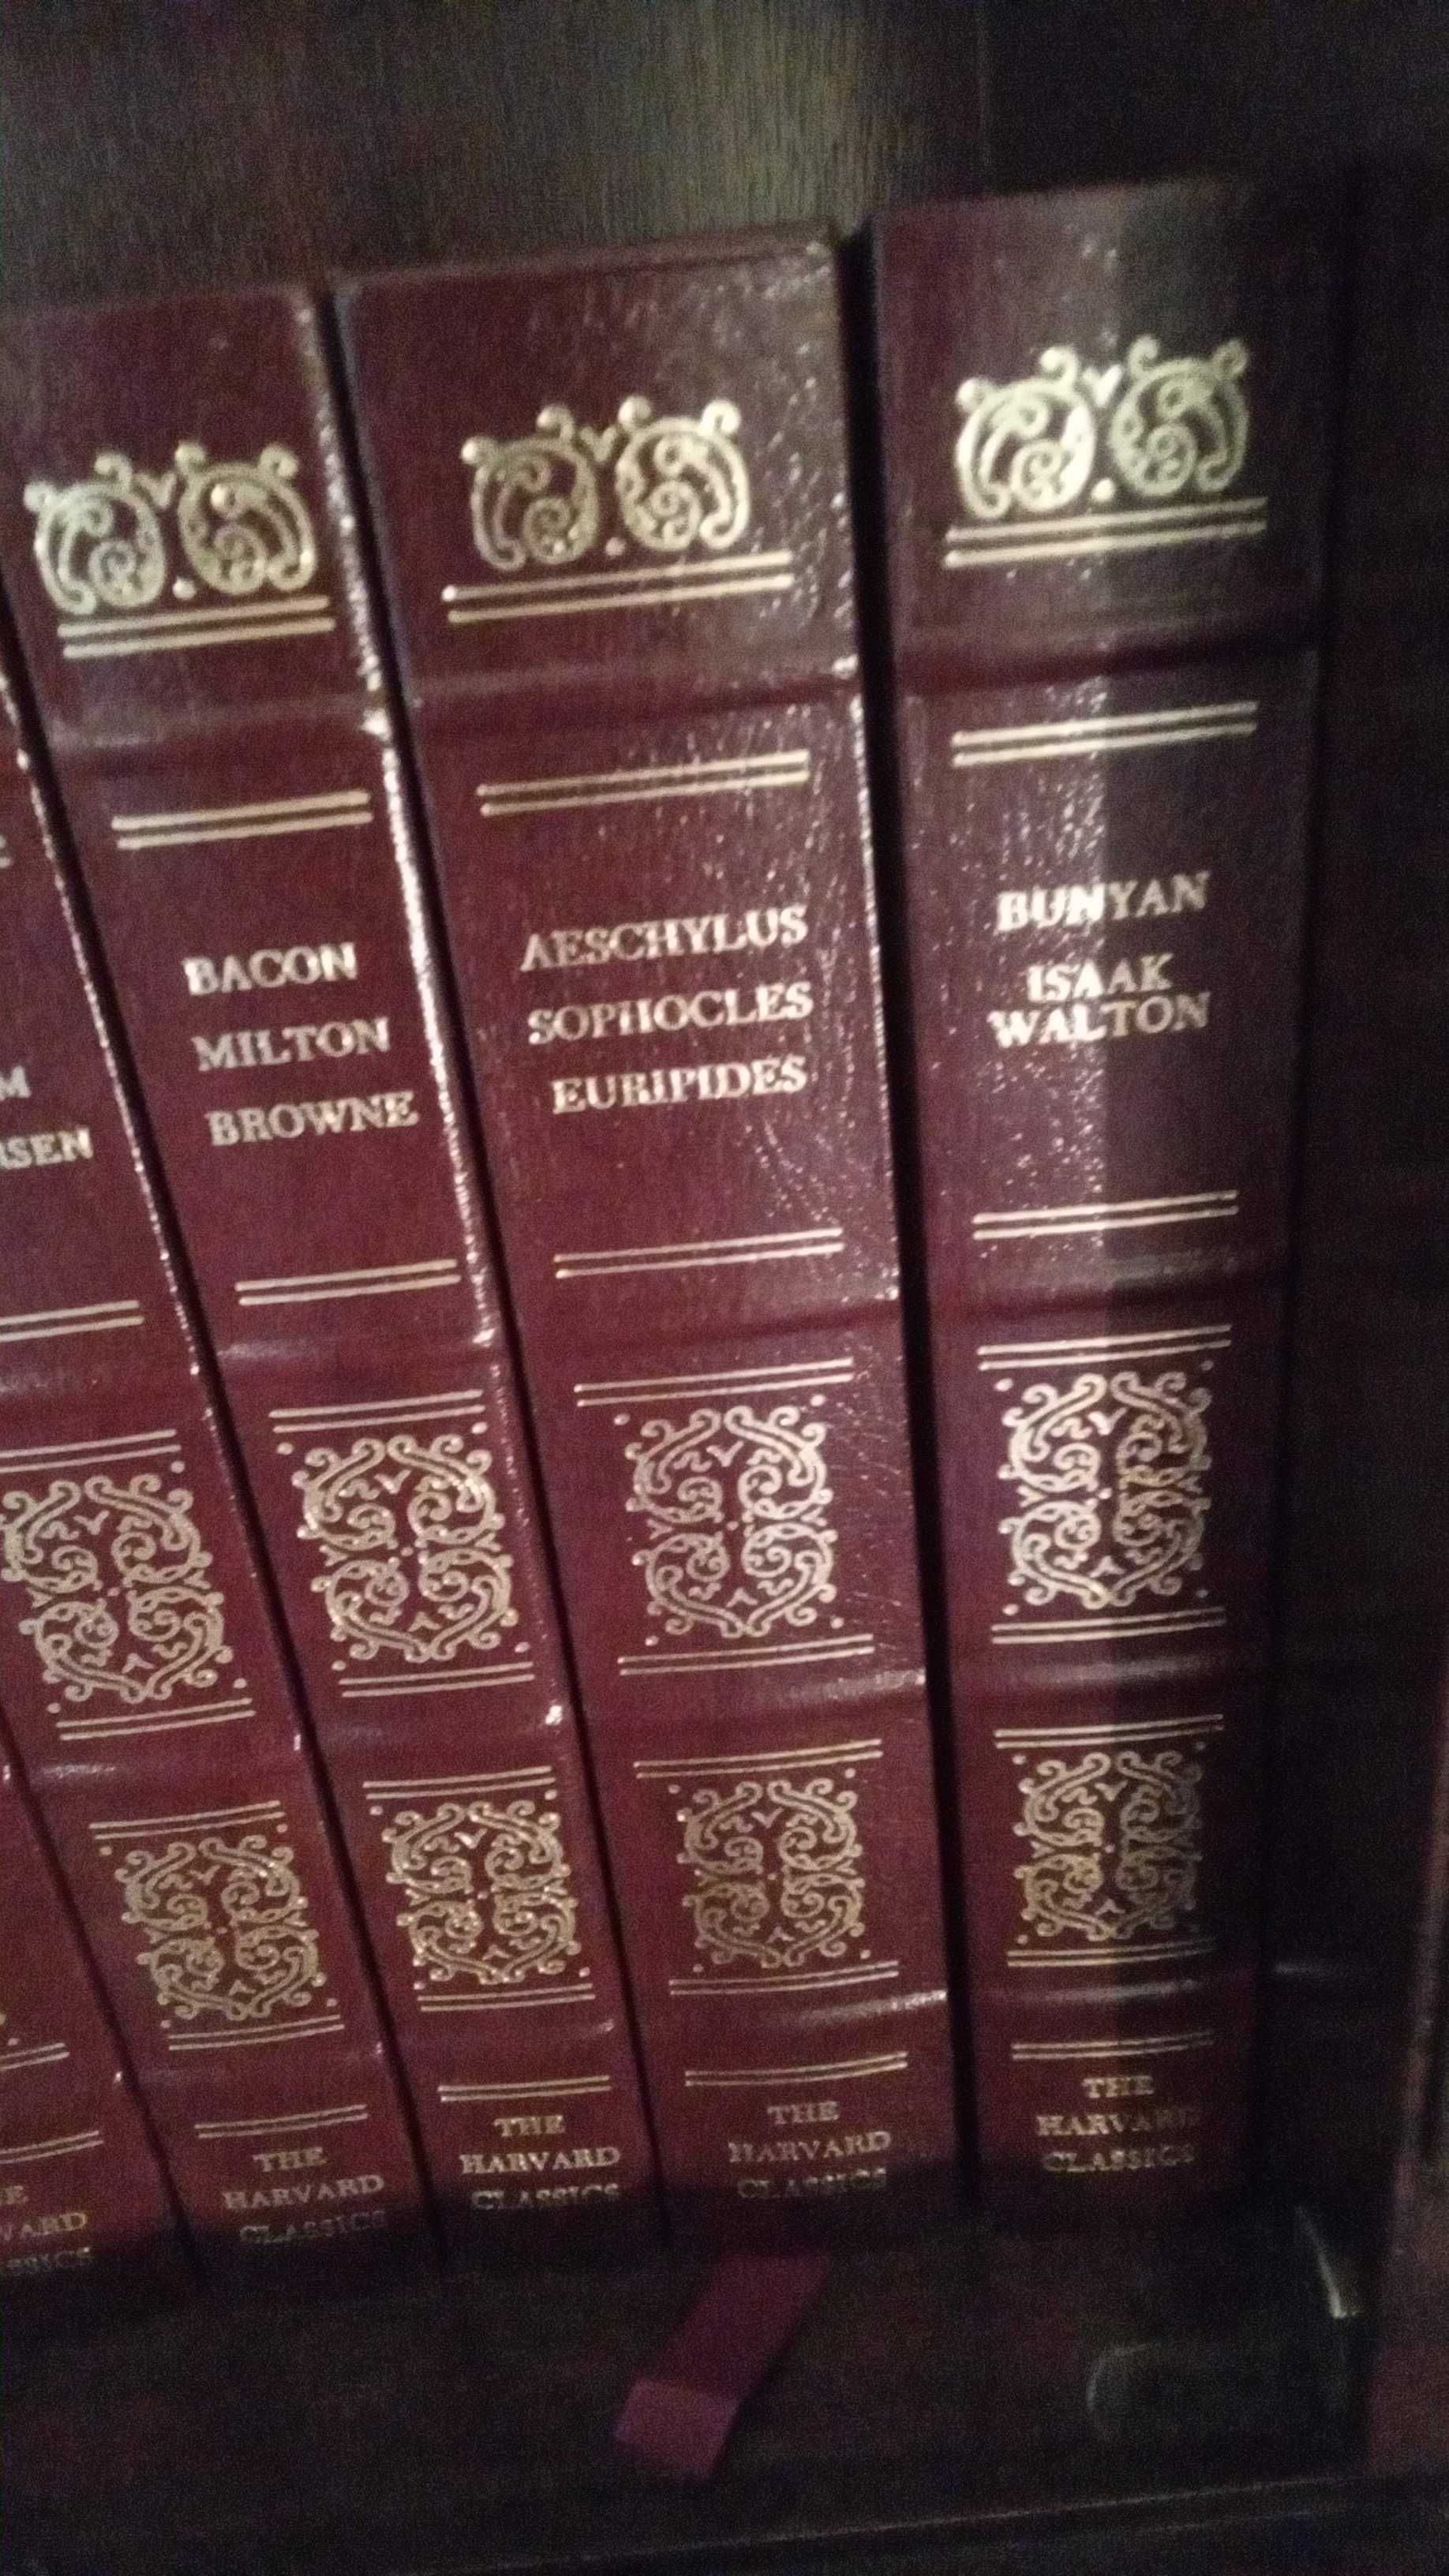 M
SEN
BACON
MILTON
BROWNE
AESCHYLUS
SOPHOCLES
EURIPIDES
BUNYAN
ISAAK
WALTON
THE
HARVARD
CLASSICS
THE
HARVARD
CLASSICS
THE
HARVARD
CLASSICS
THE
HARVARD
CLASSICS